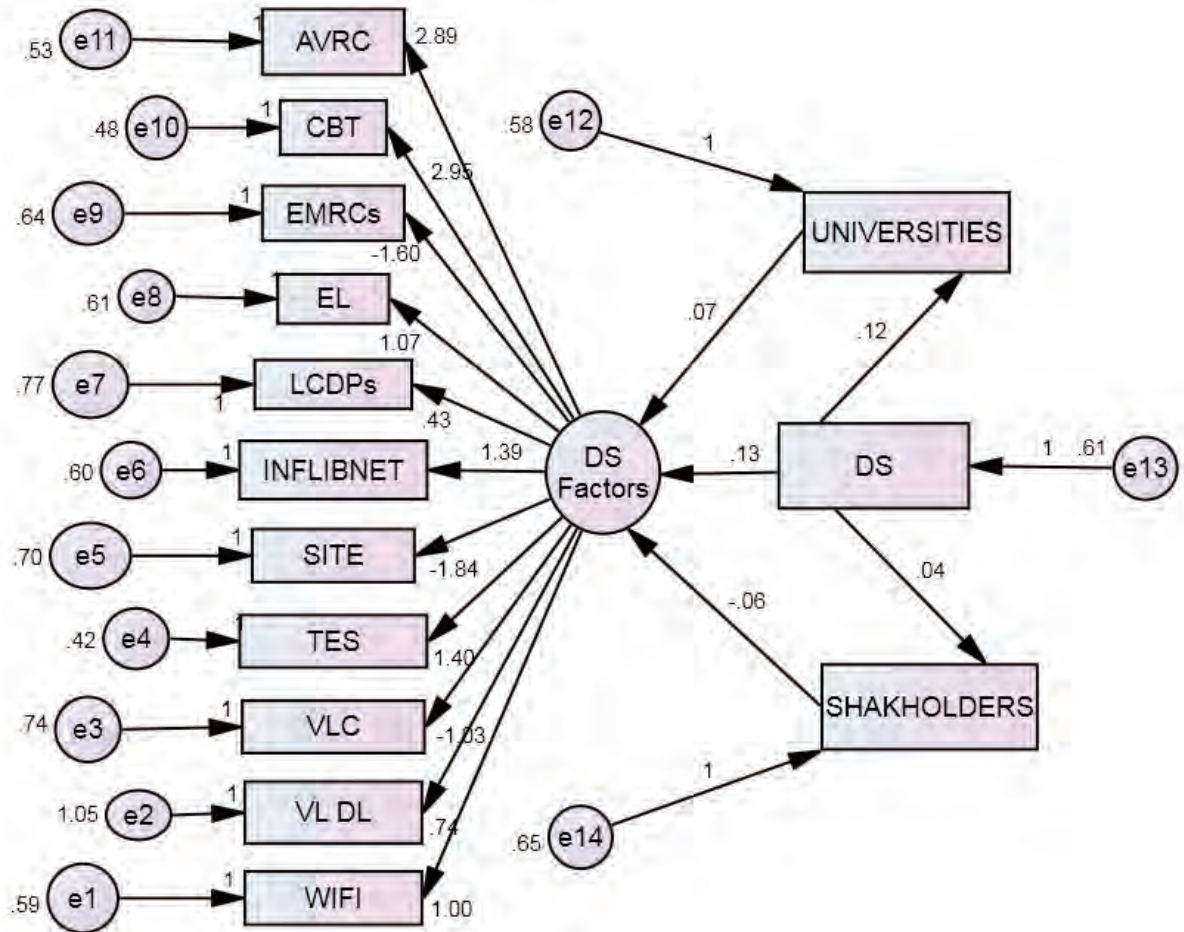 .53 e11 1 AVRC 2.89
.48 e10 1 CBT 2.95
.64 e9 1 EMRCs -1.60
.61 e8 1 EL 1.07
.77 e7 1 LCDPs .43
.60 e6 1 INFLIBNET 1.39
.70 e5 1 SITE -1.84
.42 e4 1 TES 1.40
.74 e3 1 VLC -1.03
1.05 e2 1 VL DL .74
.59 e1 1 WIFI 1.00
DS
Factors
.58 e12 1
UNIVERSITIES
.07
.12
.13 DS 1 .61 e13
.04
-.06
SHAKHOLDERS
1
.65 e14